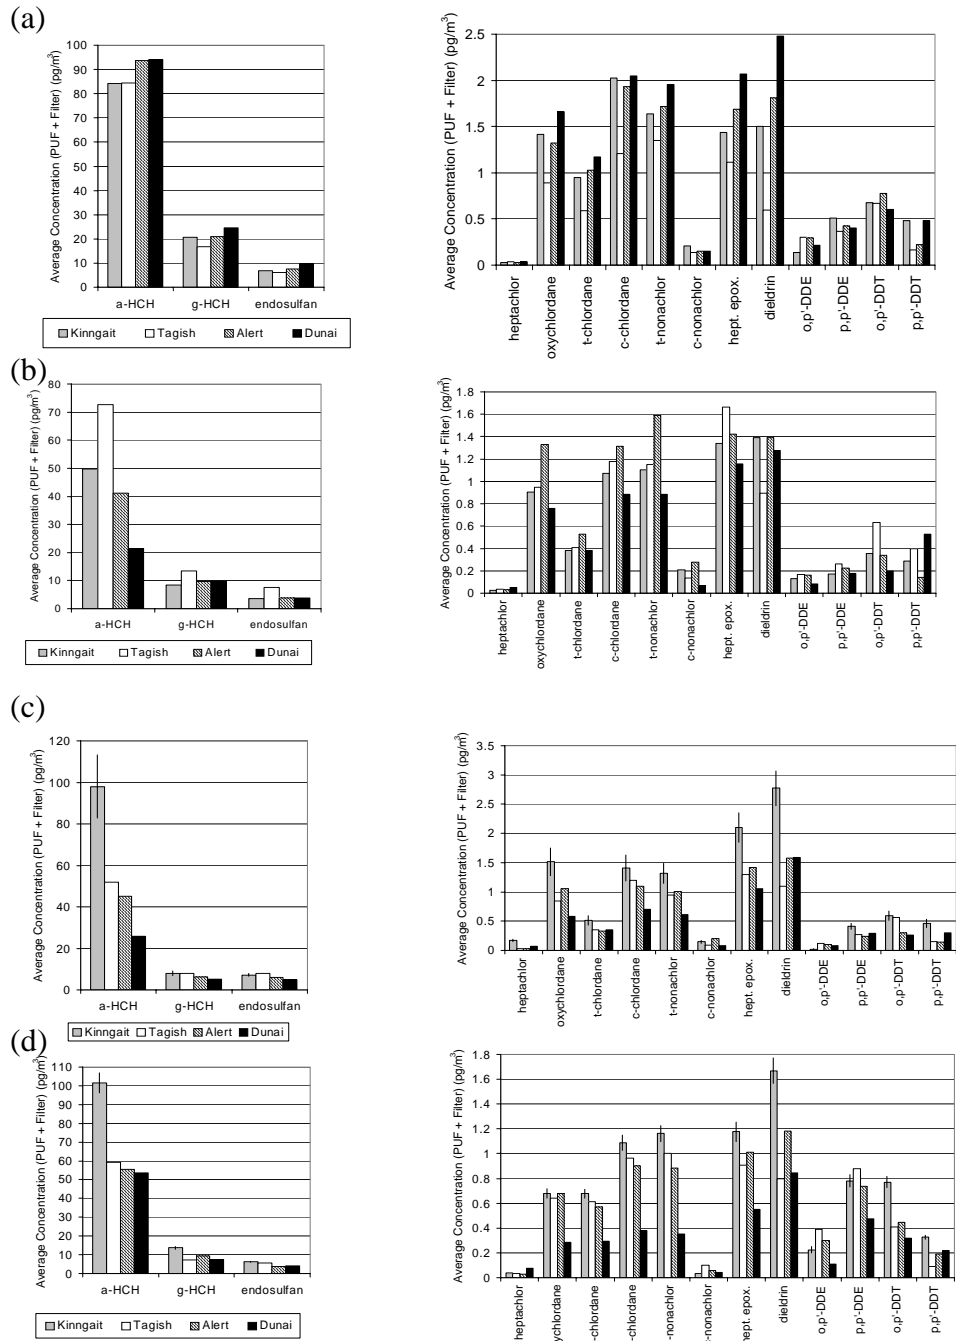 (a)
Average Concentration (PUF + Filter) (pg/m³)
100
90
80
70
60
50
40
30
20
10
0
a-HCH g-HCH endosulfan
Kinngait Tagish Alert Dunai
Average Concentration (PUF + Filter) (pg/m³)
2.5
2
1.5
1
0.5
0
heptachlor
oxychlordane
t-chlordane
c-chlordane
t-nonachlor
c-nonachlor
hept. epox.
dieldrin
o,p'-DDE
p,p'-DDE
o,p'-DDT
p,p'-DDT
(b)
Average Concentration (PUF + Filter) (pg/m³)
80
70
60
50
40
30
20
10
0
a-HCH g-HCH endosulfan
Kinngait Tagish Alert Dunai
Average Concentration (PUF + Filter) (pg/m³)
1.8
1.6
1.4
1.2
1
0.8
0.6
0.4
0.2
0
heptachlor
oxychlordane
t-chlordane
c-chlordane
t-nonachlor
c-nonachlor
hept. epox.
dieldrin
o,p'-DDE
p,p'-DDE
o,p'-DDT
p,p'-DDT
(c)
Average Concentration (PUF + Filter) (pg/m³)
120
100
80
60
40
20
0
a-HCH g-HCH endosulfan
Kinngait Tagish Alert Dunai
Average Concentration (PUF + Filter) (pg/m³)
3.5
3
2.5
2
1.5
1
0.5
0
heptachlor
oxychlordane
t-chlordane
c-chlordane
t-nonachlor
c-nonachlor
hept. epox.
dieldrin
o,p'-DDE
p,p'-DDE
o,p'-DDT
p,p'-DDT
(d)
Average Concentration (PUF + Filter) (pg/m³)
110
100
90
80
70
60
50
40
30
20
10
0
a-HCH g-HCH endosulfan
Kinngait Tagish Alert Dunai
Average Concentration (PUF + Filter) (pg/m³)
1.8
1.6
1.4
1.2
1
0.8
0.6
0.4
0.2
0
heptachlor
ychlordane
-chlordane
-chlordane
-nonachlor
-nonachlor
hept. epox.
dieldrin
o,p'-DDE
p,p'-DDE
o,p'-DDT
p,p'-DDT